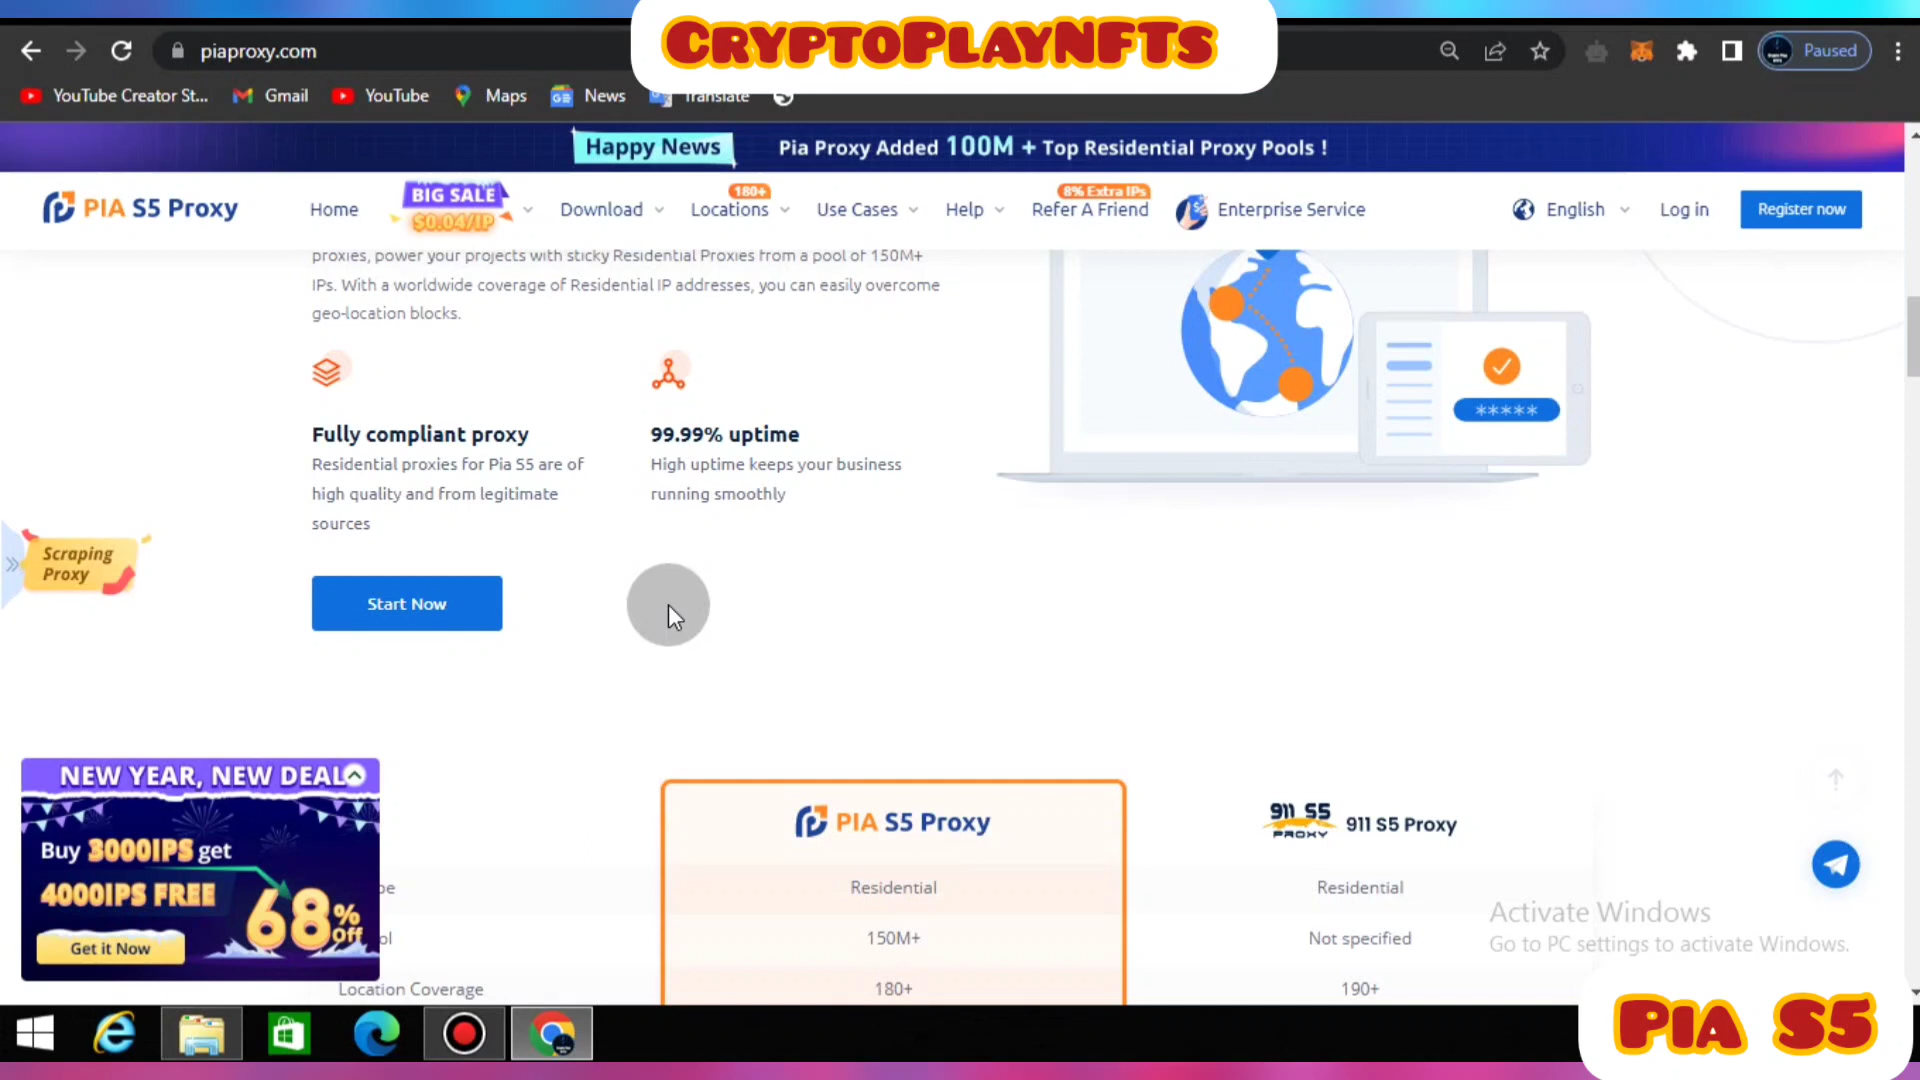 CryptoPlayNFTs
piaproxy.com
Paused
YouTube Creator St...
Gmail
YouTube
Maps
News
Translate
Happy News
Pia Proxy Added 100M + Top Residential Proxy Pools !
PIA S5 Proxy
Home
BIG SALE
$0.04/IP
Download
180+
Locations
Use Cases
Help
8% Extra IPs
Refer A Friend
Enterprise Service
English
Log in
Register now
proxies, power your projects with sticky Residential Proxies from a pool of 150M+
IPs. With a worldwide coverage of Residential IP addresses, you can easily overcome
geo-location blocks.
*****
Fully compliant proxy
Residential proxies for Pia S5 are of
high quality and from legitimate
sources
99.99% uptime
High uptime keeps your business
running smoothly
Scraping
Proxy
Start Now
NEW YEAR, NEW DEAL
Buy 3000IPS get
4000IPS FREE
68% Off
Get it Now
PIA S5 Proxy
911 S5
PROXY
911 S5 Proxy
Residential
Residential
150M+
Not specified
Location Coverage
180+
190+
Activate Windows
Go to PC settings to activate Windows.
Pia S5